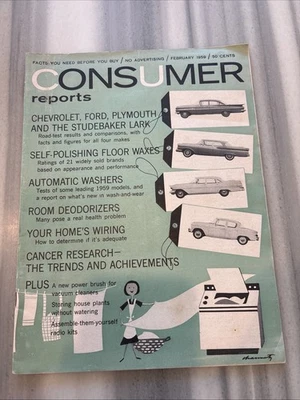 FACTS YOU NEED BEFORE YOU BUY / NO ADVERTISING / FEBRUARY 1959 / 50 CENTS
CONSUMER
reports
CHEVROLET, FORD, PLYMOUTH
AND THE STUDEBAKER LARK
Road-test results and comparisons, with
facts and figures for all four makes
SELF-POLISHING FLOOR WAXES
Ratings of 21 widely sold brands
based on appearance and performance
AUTOMATIC WASHERS
Tests of some leading 1959 models, and
a report on what's new in wash-and-wear
ROOM DEODORIZERS
Many pose a real health problem
YOUR HOME'S WIRING
How to determine if it's adequate
CANCER RESEARCH—
THE TRENDS AND ACHIEVEMENTS
PLUS A new power brush for
vacuum cleaners
Storing house plants
without watering
Assemble-them-yourself
radio kits